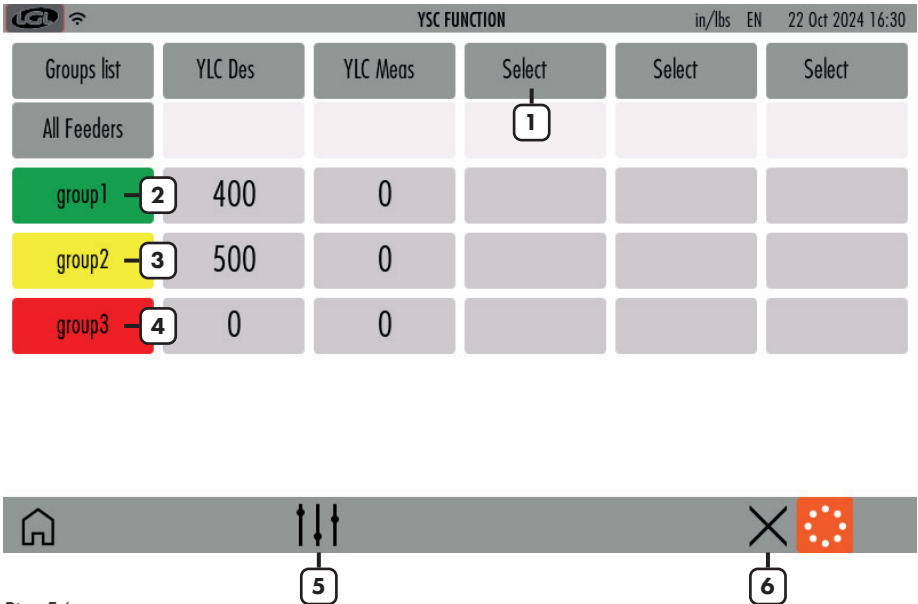 LGL YSC FUNCTION in/lbs EN 22 Oct 2024 16:30
Groups list YLC Des YLC Meas Select Select Select
All Feeders 1
group1 2 400 0
group2 3 500 0
group3 4 0 0
5 6